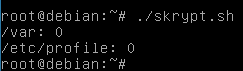 root@debian:~# ./skrypt.sh
/var: 0
/etc/profile: 0
root@debian:~#